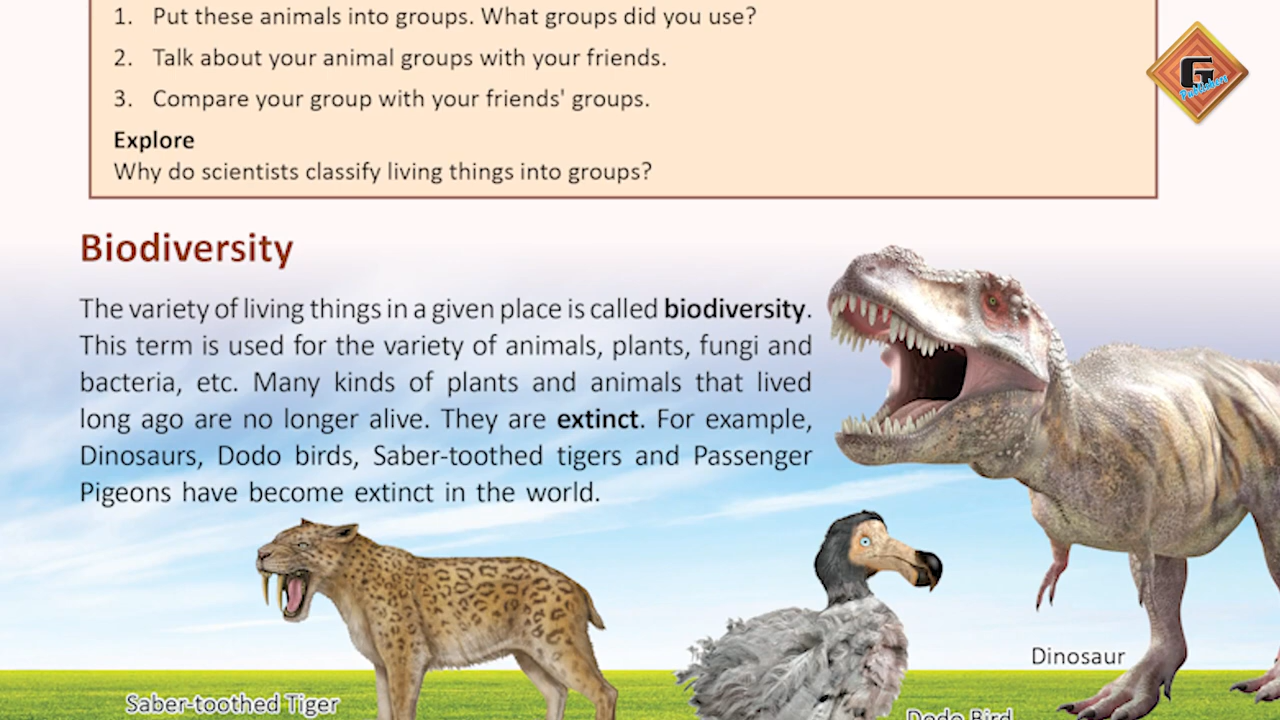 1. Put these animals into groups. What groups did you use?
2. Talk about your animal groups with your friends.
3. Compare your group with your friends' groups.
Explore
Why do scientists classify living things into groups?
G
Publishers
Biodiversity
The variety of living things in a given place is called biodiversity.
This term is used for the variety of animals, plants, fungi and
bacteria, etc. Many kinds of plants and animals that lived
long ago are no longer alive. They are extinct. For example,
Dinosaurs, Dodo birds, Saber-toothed tigers and Passenger
Pigeons have become extinct in the world.
Dinosaur
Saber-toothed Tiger
Dodo Bird